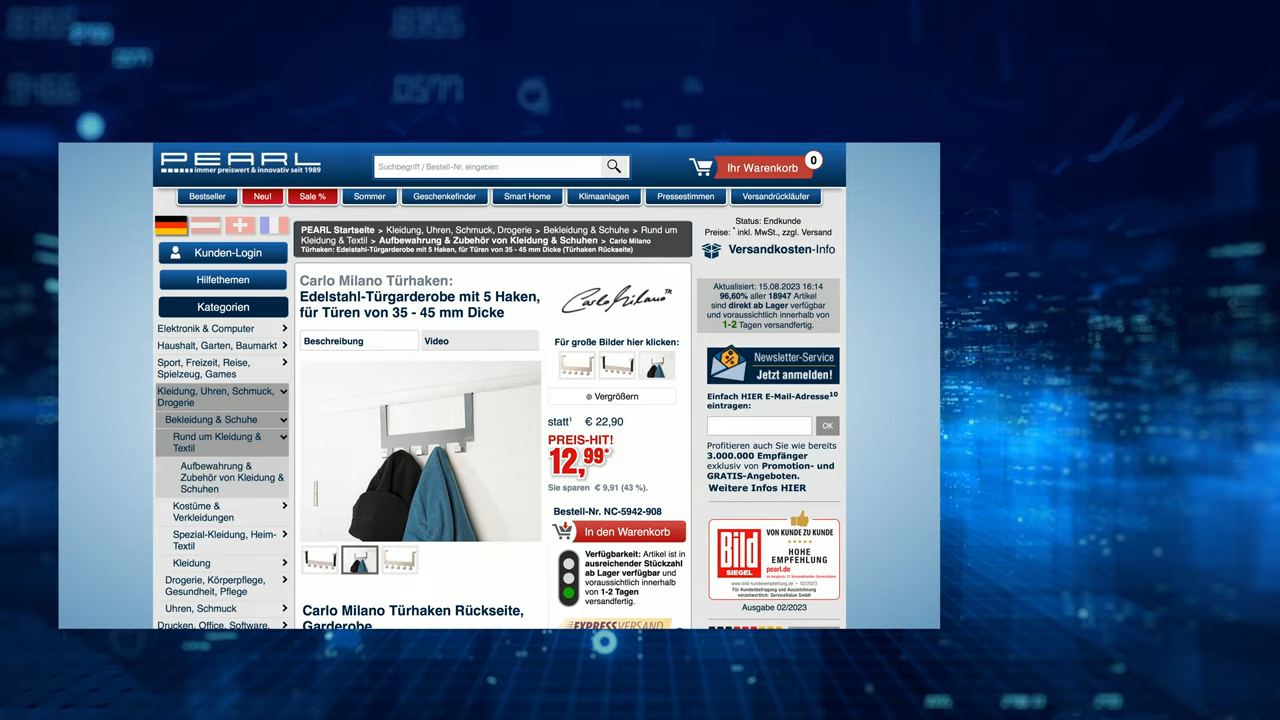 PEARL
immer preiswert & innovativ seit 1989
Suchbegriff / Bestell-Nr. eingeben
Ihr Warenkorb
0
Bestseller
Neu!
Sale %
Sommer
Geschenkefinder
Smart Home
Klimaanlagen
Pressestimmen
Versandrückläufer
Kunden-Login
Hilfethemen
Kategorien
Elektronik & Computer
Haushalt, Garten, Baumarkt
Sport, Freizeit, Reise,
Spielzeug, Games
Kleidung, Uhren, Schmuck,
Drogerie
Bekleidung & Schuhe
Rund um Kleidung &
Textil
Aufbewahrung &
Zubehör von Kleidung &
Schuhen
Kostüme &
Verkleidungen
Spezial-Kleidung, Heim-
Textil
Kleidung
Drogerie, Körperpflege,
Gesundheit, Pflege
Uhren, Schmuck
Drucken, Office, Software,
PEARL Startseite > Kleidung, Uhren, Schmuck, Drogerie > Bekleidung & Schuhe > Rund um
Kleidung & Textil > Aufbewahrung & Zubehör von Kleidung & Schuhen > Carlo Milano
Türhaken: Edelstahl-Türgarderobe mit 5 Haken, für Türen von 35 - 45 mm Dicke (Türhaken Rückseite)
Carlo Milano Türhaken:
Edelstahl-Türgarderobe mit 5 Haken,
für Türen von 35 - 45 mm Dicke
Carlo Milano™
Beschreibung
Video
Für große Bilder hier klicken:
Vergrößern
statt¹ € 22,90
PREIS-HIT!
12,99*
Sie sparen € 9,91 (43 %).
Bestell-Nr. NC-5942-908
In den Warenkorb
Verfügbarkeit: Artikel ist in
ausreichender Stückzahl
ab Lager verfügbar und
voraussichtlich innerhalb
von 1-2 Tagen
versandfertig.
EXPRESSVERSAND
Carlo Milano Türhaken Rückseite,
Garderobe
Status: Endkunde
Preise: * inkl. MwSt., zzgl. Versand
Versandkosten-Info
Aktualisiert: 15.08.2023 16:14
96,60% aller 18947 Artikel
sind direkt ab Lager verfügbar
und voraussichtlich innerhalb von
1-2 Tagen versandfertig.
Newsletter-Service
Jetzt anmelden!
Einfach HIER E-Mail-Adresse¹⁰
eintragen:
OK
Profitieren auch Sie wie bereits
3.000.000 Empfänger
exklusiv von Promotion- und
GRATIS-Angeboten.
Weitere Infos HIER
VON KUNDE ZU KUNDE
Bild
SIEGEL
HOHE
EMPFEHLUNG
pearl.de
Für Kundenbefragung und Auszeichnung
verantwortlich: ServiceValue GmbH
Ausgabe 02/2023